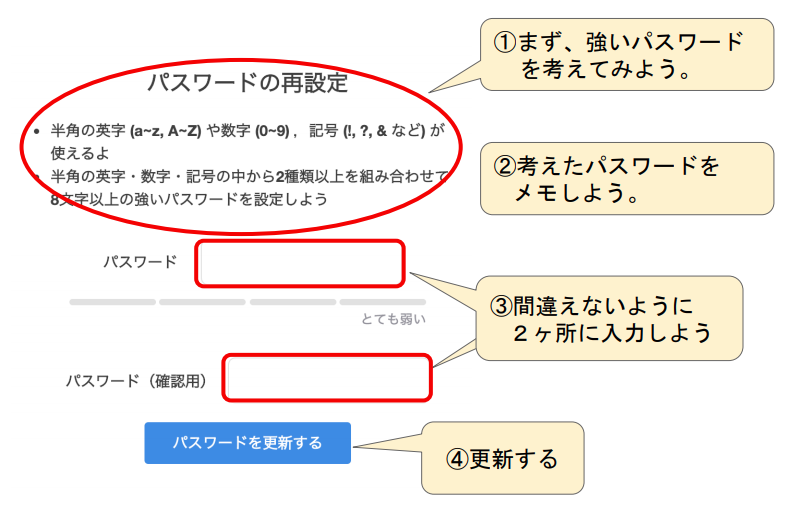 ①まず、強いパスワード
を考えてみよう。
パスワードの再設定
• 半角の英字 (a~z, A~Z) や数字 (0~9) ，記号 (!, ?, & など) が
使えるよ
• 半角の英字・数字・記号の中から2種類以上を組み合わせて
8文字以上の強いパスワードを設定しよう
②考えたパスワードを
メモしよう。
パスワード
とても弱い
③間違えないように
２ヶ所に入力しよう
パスワード（確認用）
パスワードを更新する
④更新する